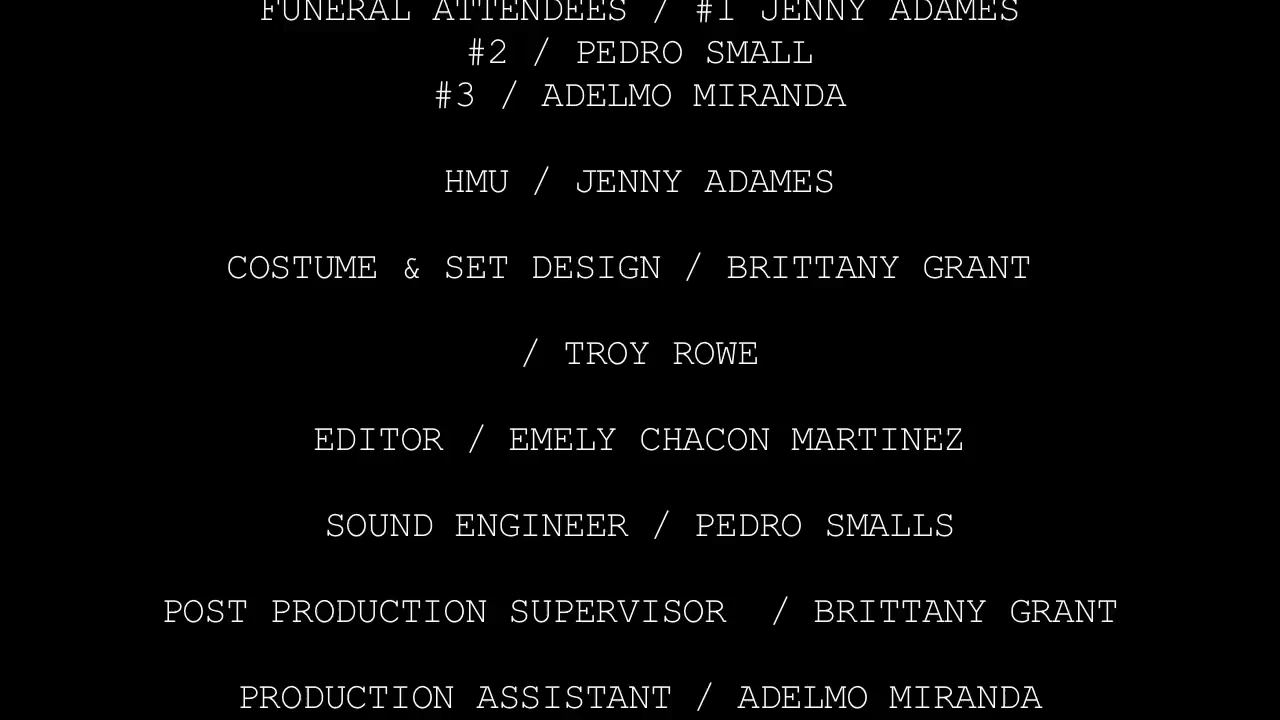 FUNERAL ATTENDEES / #1 JENNY ADAMES
#2 / PEDRO SMALL
#3 / ADELMO MIRANDA
HMU / JENNY ADAMES
COSTUME & SET DESIGN / BRITTANY GRANT
/ TROY ROWE
EDITOR / EMELY CHACON MARTINEZ
SOUND ENGINEER / PEDRO SMALLS
POST PRODUCTION SUPERVISOR / BRITTANY GRANT
PRODUCTION ASSISTANT / ADELMO MIRANDA